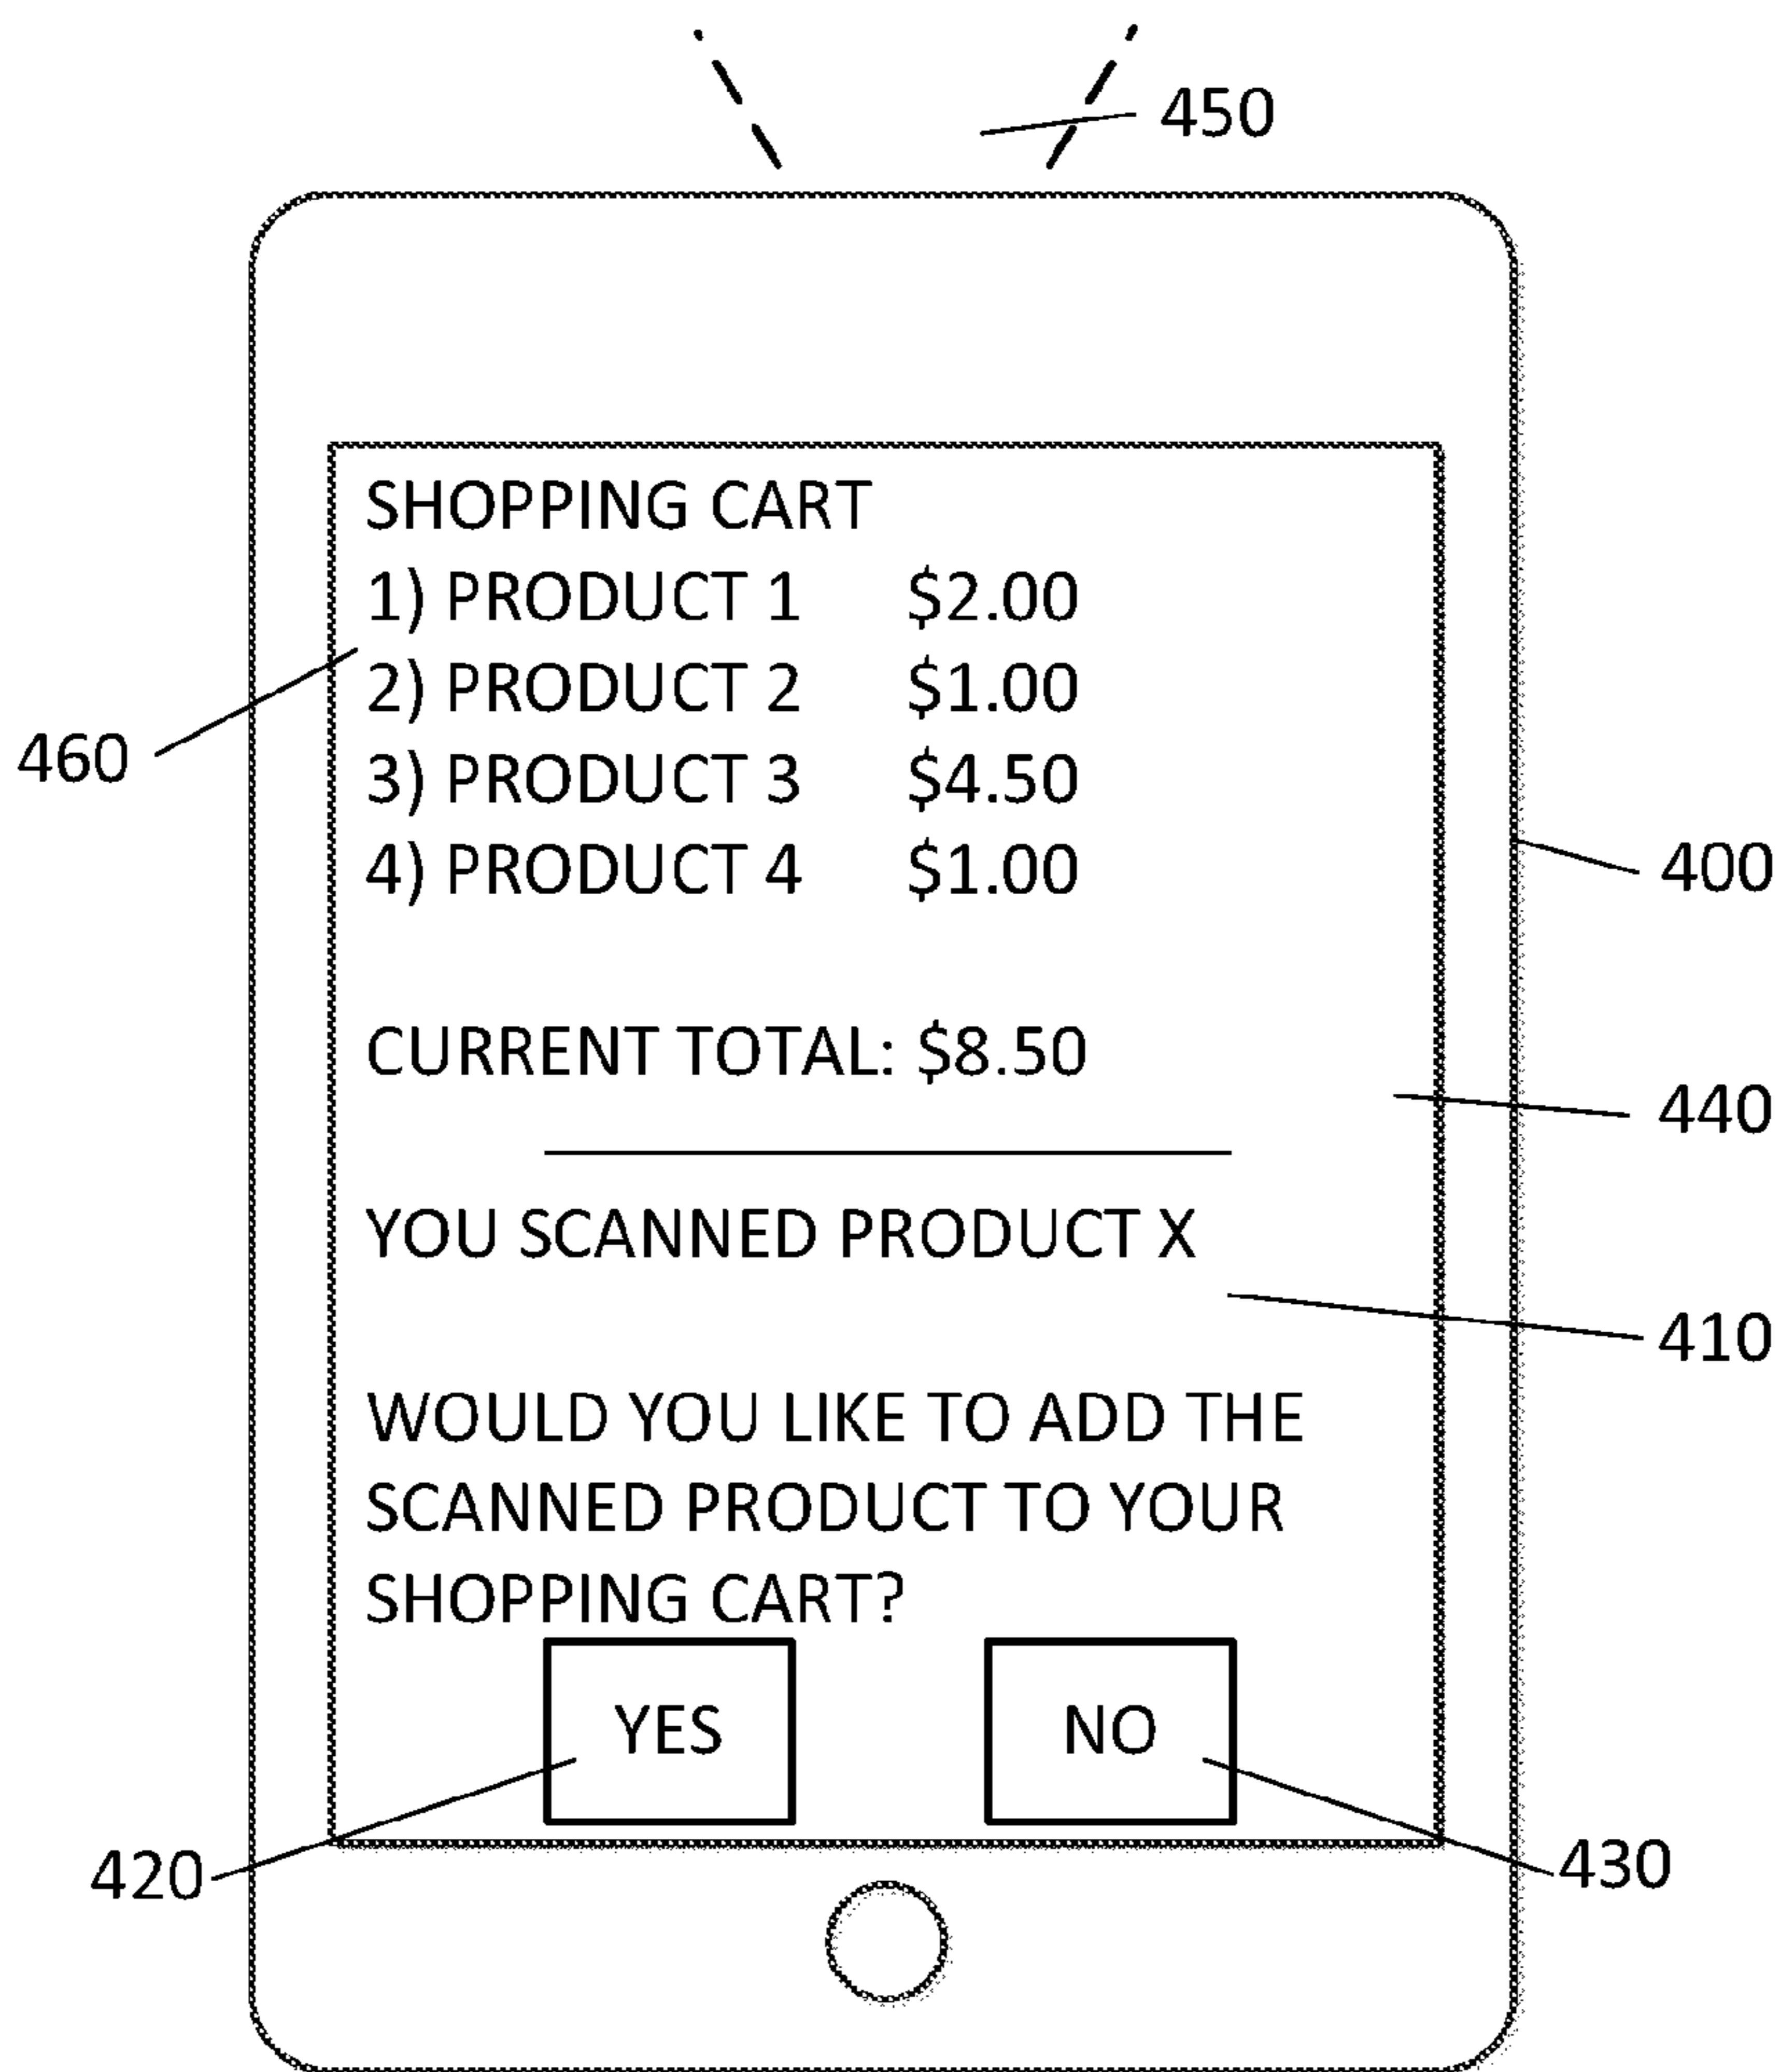 450
SHOPPING CART
1) PRODUCT 1 $2.00
2) PRODUCT 2 $1.00
460
3) PRODUCT 3 $4.50
4) PRODUCT 4 $1.00
400
CURRENT TOTAL: $8.50
440
YOU SCANNED PRODUCT X
410
WOULD YOU LIKE TO ADD THE
SCANNED PRODUCT TO YOUR
SHOPPING CART?
YES NO
420 430